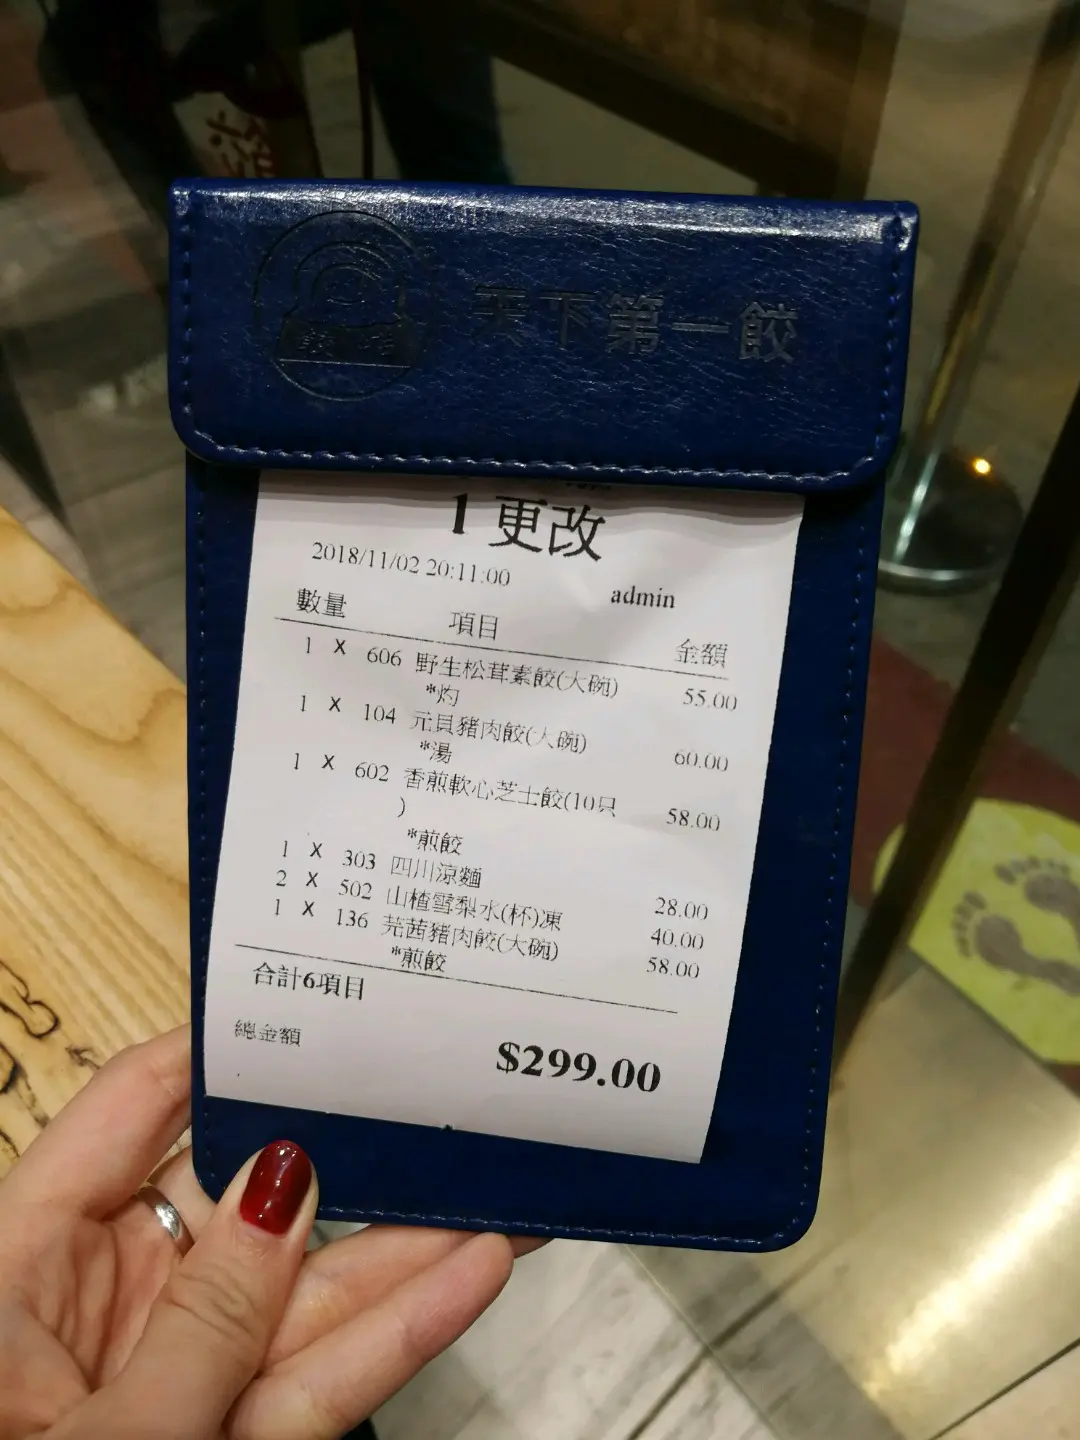 天下第一餃
1 更改
2018/11/02 20:11:00 admin
數量 項目 金額
1 X 606 野生松茸素餃(大碗) 55.00
*灼
1 X 104 元貝豬肉餃(大碗) 60.00
*湯
1 X 602 香煎軟心芝士餃(10只 58.00
)
*煎餃
1 X 303 四川涼麵 28.00
2 X 502 山楂雪梨水(杯)凍 40.00
1 X 136 芫茜豬肉餃(大碗) 58.00
*煎餃
合計6項目
總金額 $299.00